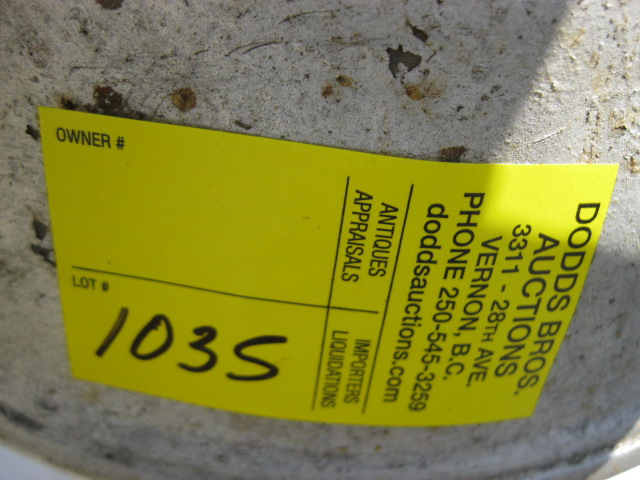 OWNER #
LOT #
1035
DODDS BROS.
AUCTIONS
3311 - 28TH AVE.
VERNON, B.C.
PHONE 250-545-3259
doddsauctions.com
ANTIQUES
APPRAISALS
IMPORTERS
LIQUIDATIONS